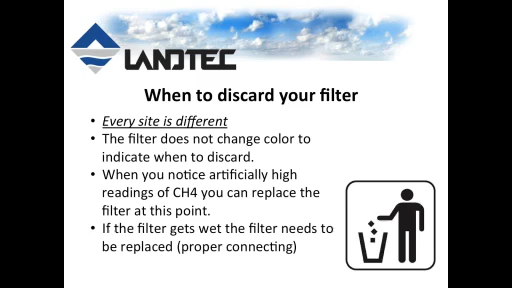 LANDTEC
When to discard your filter
• Every site is different
• The filter does not change color to
indicate when to discard.
• When you notice artificially high
readings of CH4 you can replace the
filter at this point.
• If the filter gets wet the filter needs to
be replaced (proper connecting)